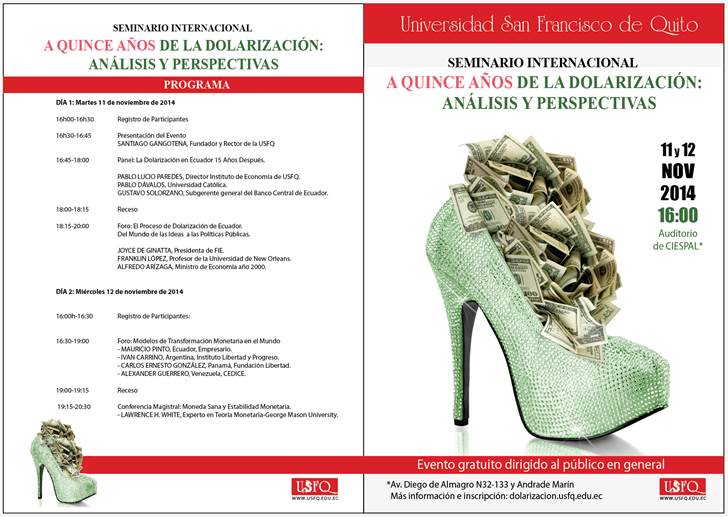 SEMINARIO INTERNACIONAL
A QUINCE AÑOS DE LA DOLARIZACIÓN:
ANÁLISIS Y PERSPECTIVAS
PROGRAMA
DÍA 1: Martes 11 de noviembre de 2014
16h00-16h30 Registro de Participantes
16h30-16:45 Presentación del Evento
SANTIAGO GANGOTENA, Fundador y Rector de la USFQ
16:45-18:00 Panel: La Dolarización en Ecuador 15 Años Después.
PABLO LUCIO PAREDES, Director Instituto de Economía de USFQ.
PABLO DÁVALOS, Universidad Católica.
GUSTAVO SOLORZANO, Subgerente general del Banco Central de Ecuador.
18:00-18:15 Receso
18:15-20:00 Foro: El Proceso de Dolarización de Ecuador.
Del Mundo de las Ideas a las Políticas Públicas.
JOYCE DE GINATTA, Presidenta de FIE.
FRANKLIN LÓPEZ, Profesor de la Universidad de New Orleans.
ALFREDO ARÍZAGA, Ministro de Economía año 2000.
DÍA 2: Miércoles 12 de noviembre de 2014
16:00h-16:30 Registro de Participantes:
16:30-19:00 Foro: Modelos de Transformación Monetaria en el Mundo
- MAURICIO PINTO, Ecuador, Empresario.
- IVAN CARRINO, Argentina, Instituto Libertad y Progreso.
- CARLOS ERNESTO GONZÁLEZ, Panamá, Fundación Libertad.
- ALEXANDER GUERRERO, Venezuela, CEDICE.
19:00-19:15 Receso
19:15-20:30 Conferencia Magistral: Moneda Sana y Estabilidad Monetaria.
- LAWRENCE H. WHITE, Experto en Teoría Monetaria-George Mason University.
USFQ
WWW.USFQ.EDU.EC
Universidad San Francisco de Quito
SEMINARIO INTERNACIONAL
A QUINCE AÑOS DE LA DOLARIZACIÓN:
ANÁLISIS Y PERSPECTIVAS
11 y 12
NOV
2014
16:00
Auditorio
de CIESPAL*
Evento gratuito dirigido al público en general
*Av. Diego de Almagro N32-133 y Andrade Marín
Más información e inscripción: dolarizacion.usfq.edu.ec
USFQ
WWW.USFQ.EDU.EC